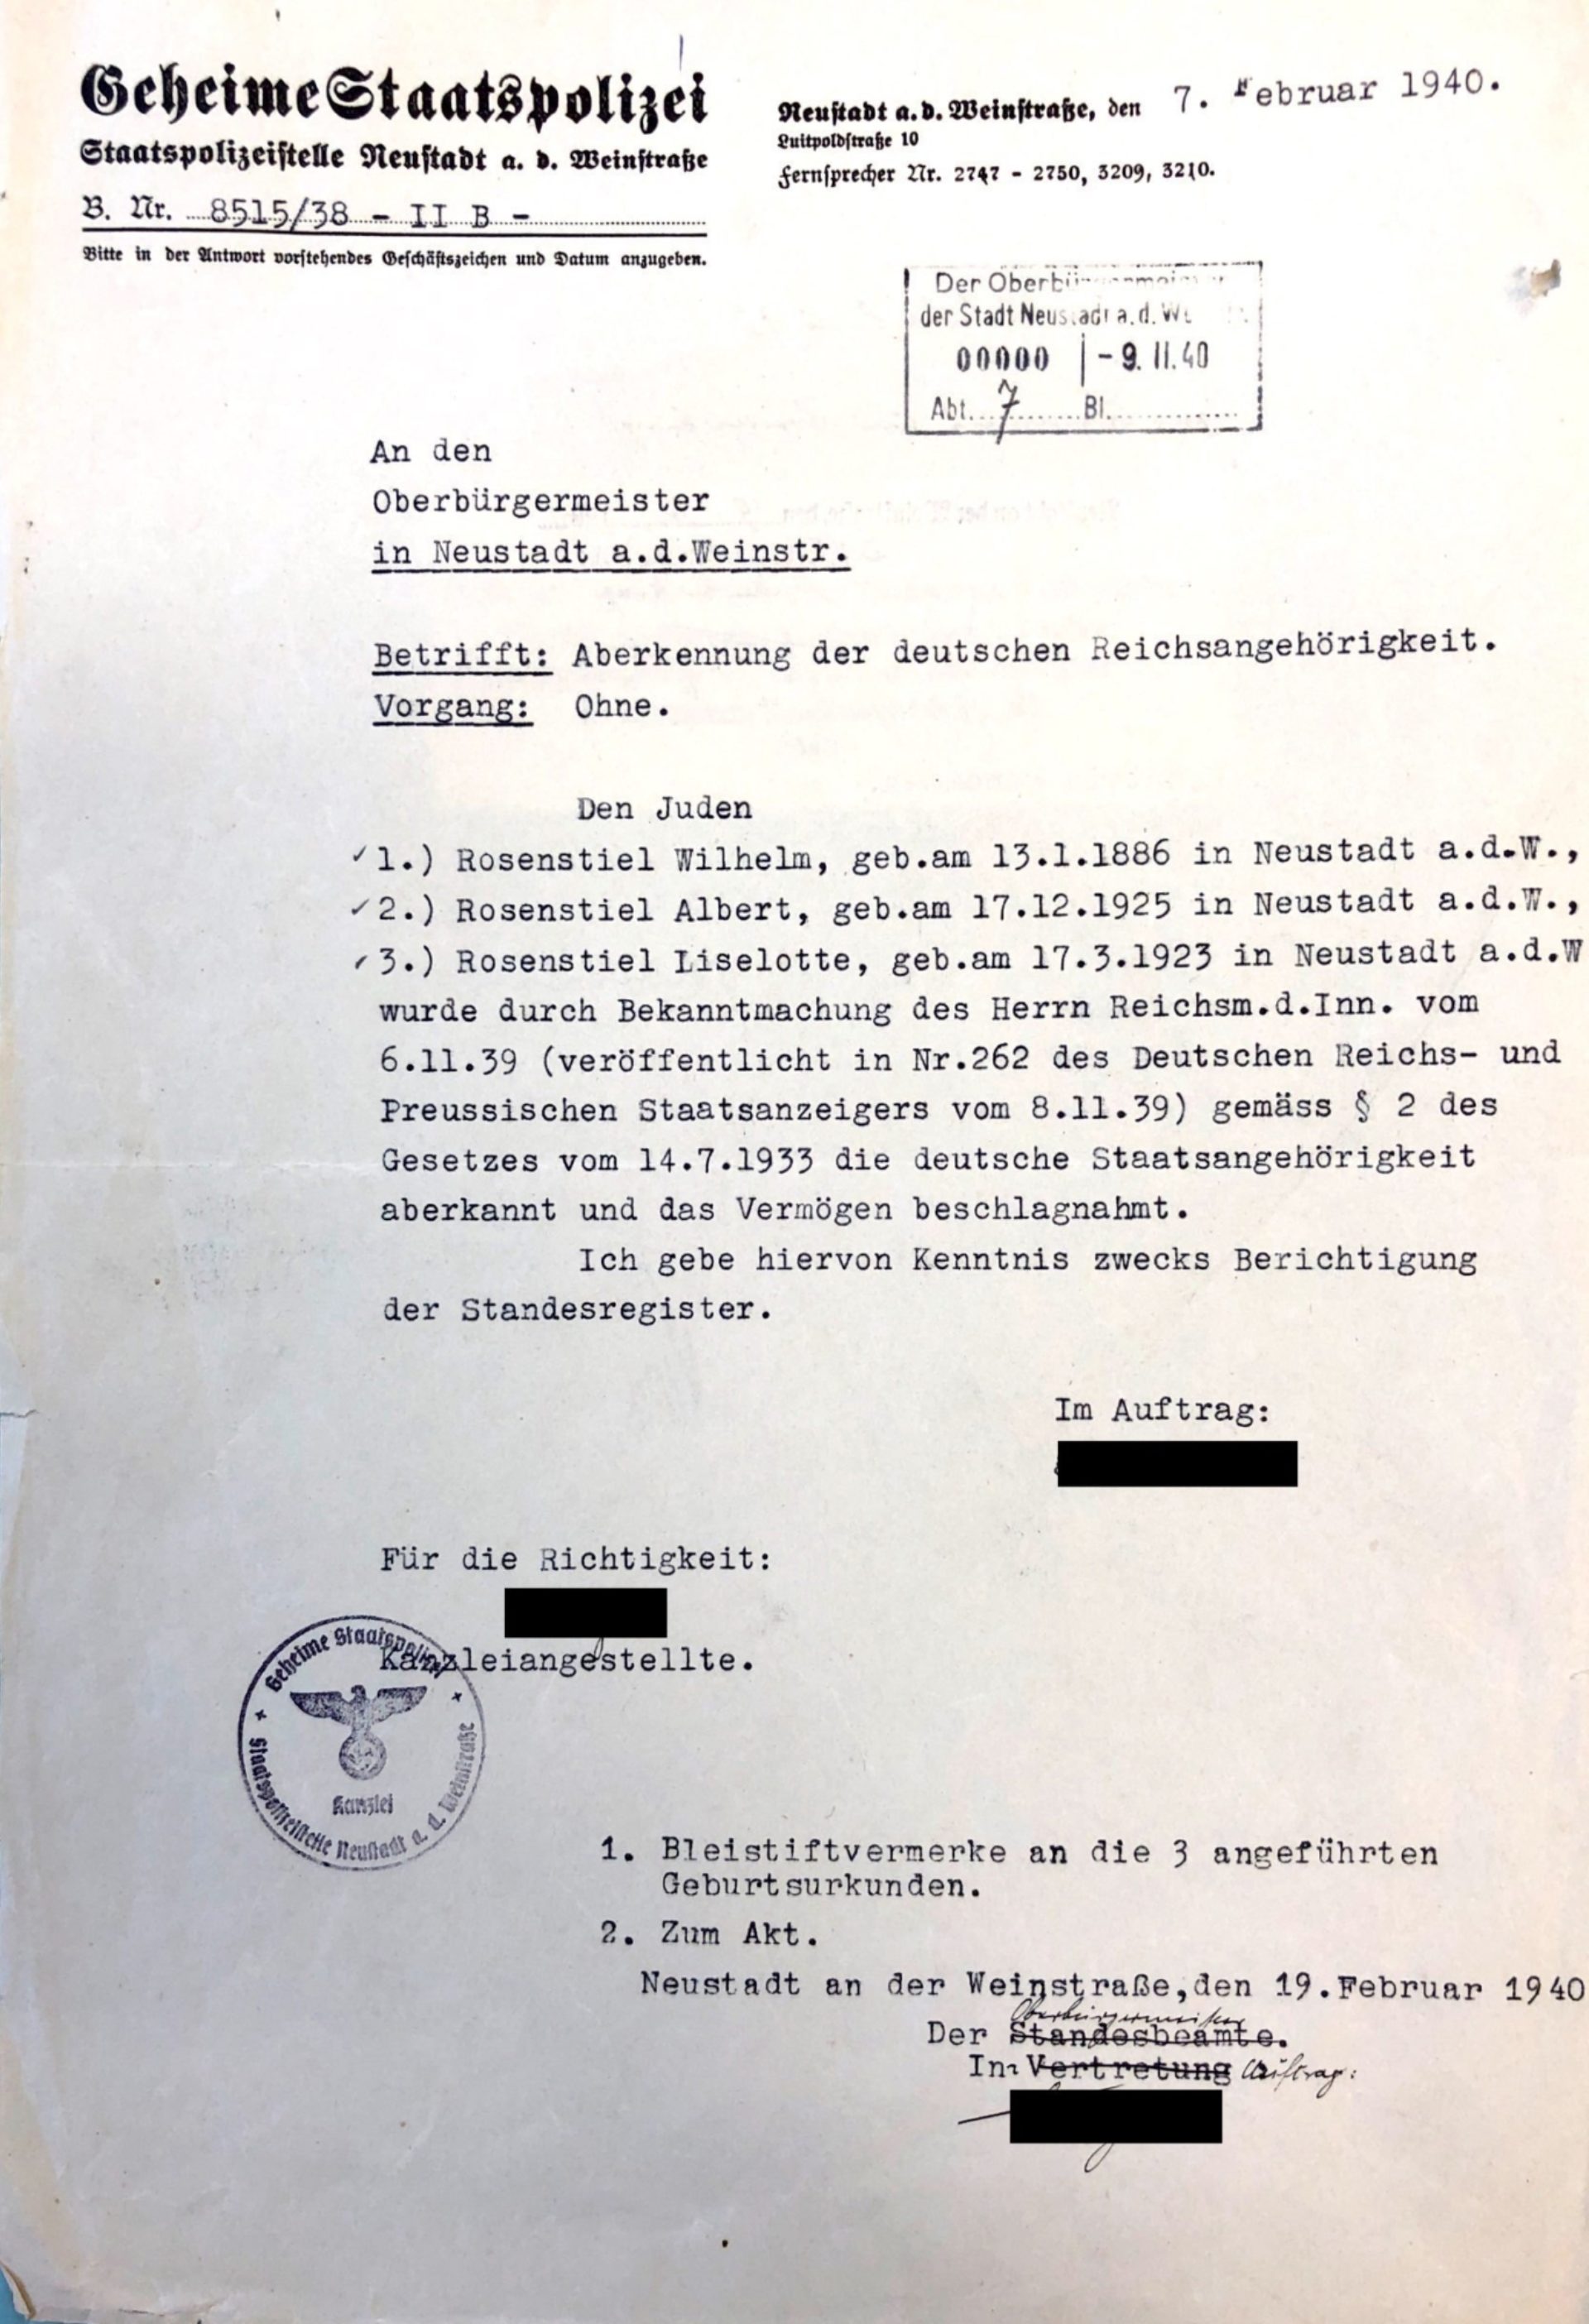 Geheime Staatspolizei
Staatspolizeistelle Neustadt a. d. Weinstraße
B. Nr. 8515/38 - II B -
Bitte in der Antwort vorstehendes Geschäftszeichen und Datum anzugeben.
Neustadt a. d. Weinstraße, den 7. Februar 1940.
Luitpoldstraße 10
Fernsprecher Nr. 2747 - 2750, 3209, 3210.
Der
der Stadt Neustadt a. d.
00000 - 9. II. 40
Abt. 7 Bl.
An den
Oberbürgermeister
in Neustadt a.d.Weinstr.
Betrifft: Aberkennung der deutschen Reichsangehörigkeit.
Vorgang: Ohne.
Den Juden
✓ 1.) Rosenstiel Wilhelm, geb.am 13.1.1886 in Neustadt a.d.W.,
✓ 2.) Rosenstiel Albert, geb.am 17.12.1925 in Neustadt a.d.W.,
✓ 3.) Rosenstiel Liselotte, geb.am 17.3.1923 in Neustadt a.d.W
wurde durch Bekanntmachung des Herrn Reichsm.d.Inn. vom
6.11.39 (veröffentlicht in Nr.262 des Deutschen Reichs- und
Preussischen Staatsanzeigers vom 8.11.39) gemäss § 2 des
Gesetzes vom 14.7.1933 die deutsche Staatsangehörigkeit
aberkannt und das Vermögen beschlagnahmt.
Ich gebe hiervon Kenntnis zwecks Berichtigung
der Standesregister.
Im Auftrag:
Für die Richtigkeit:
Kanzleiangestellte.
Geheime Staatspolizei
Kanzlei
Staatspolizeistelle Neustadt a. d. Weinstraße
1. Bleistiftvermerke an die 3 angeführten
Geburtsurkunden.
2. Zum Akt.
Neustadt an der Weinstraße,den 19.Februar 1940
Oberbürgermeister
Der Standesbeamte.
In Vertretung Auftrag: